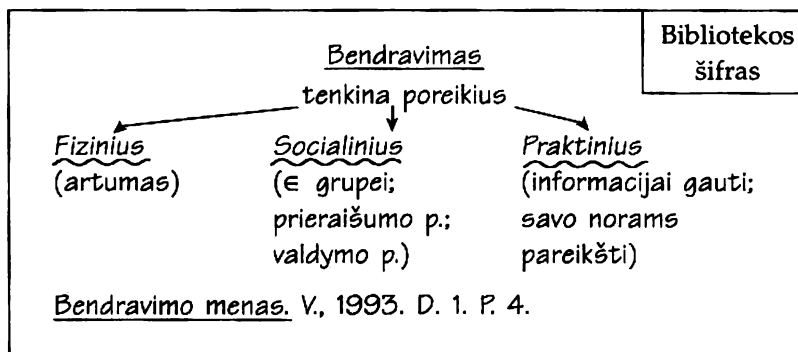 Bibliotekos
šifras
Bendravimas
tenkina poreikius
Fizinius
(artumas)
Socialinius
(∈ grupei;
prieraišumo p.;
valdymo p.)
Praktinius
(informacijai gauti;
savo norams
pareikšti)
Bendravimo menas. V., 1993. D. 1. P. 4.